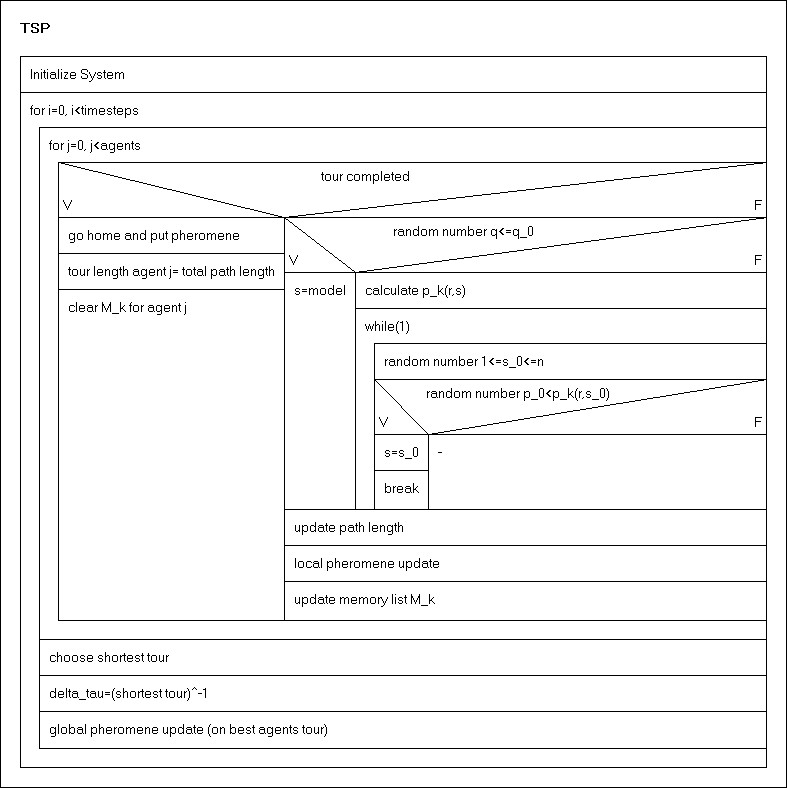 TSP
Initialize System
for i=0, i<timesteps
for j=0, j<agents
tour completed
V
F
go home and put pheromene
random number q<=q_0
V
F
tour length agent j= total path length
s=model
calculate p_k(r,s)
clear M_k for agent j
while(1)
random number 1<=s_0<=n
random number p_0<p_k(r,s_0)
V
F
s=s_0
-
break
update path length
local pheromene update
update memory list M_k
choose shortest tour
delta_tau=(shortest tour)^-1
global pheromene update (on best agents tour)